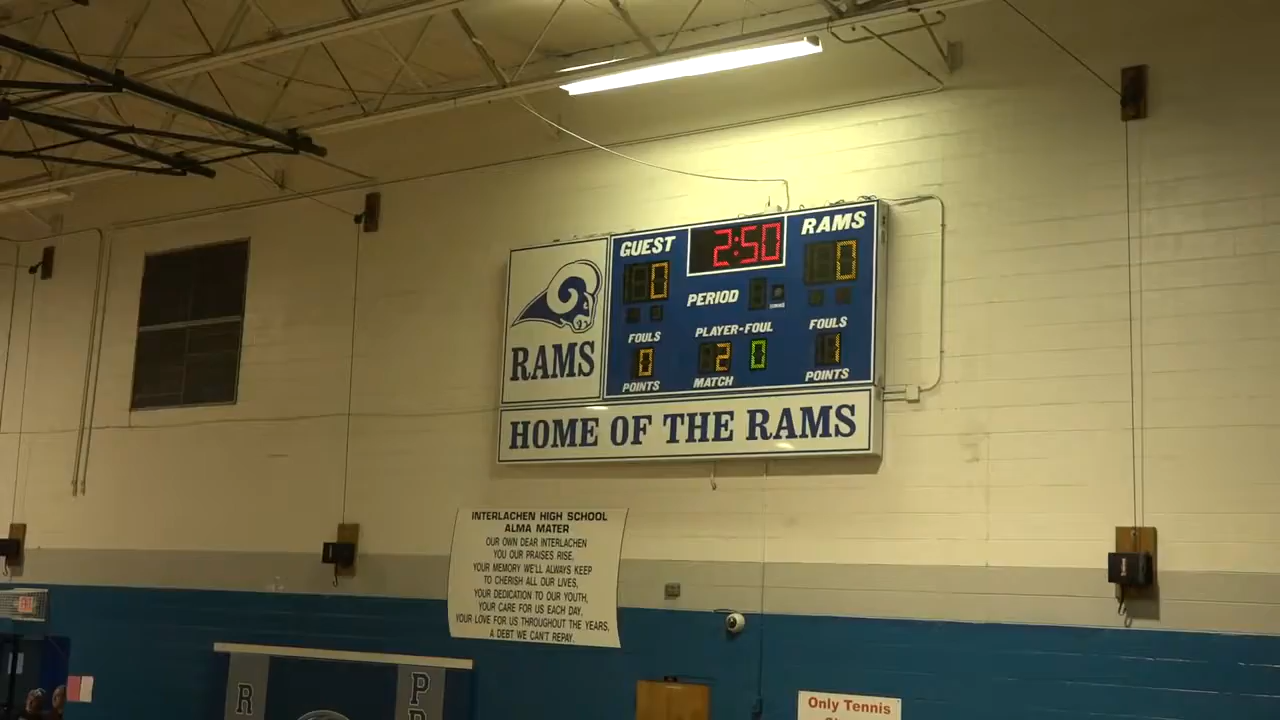 GUEST
2:50
RAMS
0
0
PERIOD
FOULS
PLAYER-FOUL
FOULS
0
2
0
1
POINTS
MATCH
POINTS
RAMS
HOME OF THE RAMS
INTERLACHEN HIGH SCHOOL
ALMA MATER
OUR OWN DEAR INTERLACHEN
YOU OUR PRAISES RISE,
YOUR MEMORY WE'LL ALWAYS KEEP
TO CHERISH ALL OUR LIVES,
YOUR DEDICATION TO OUR YOUTH,
YOUR CARE FOR US EACH DAY,
YOUR LOVE FOR US THROUGHOUT THE YEARS,
A DEBT WE CAN'T REPAY.
EXIT
R
P
Only Tennis